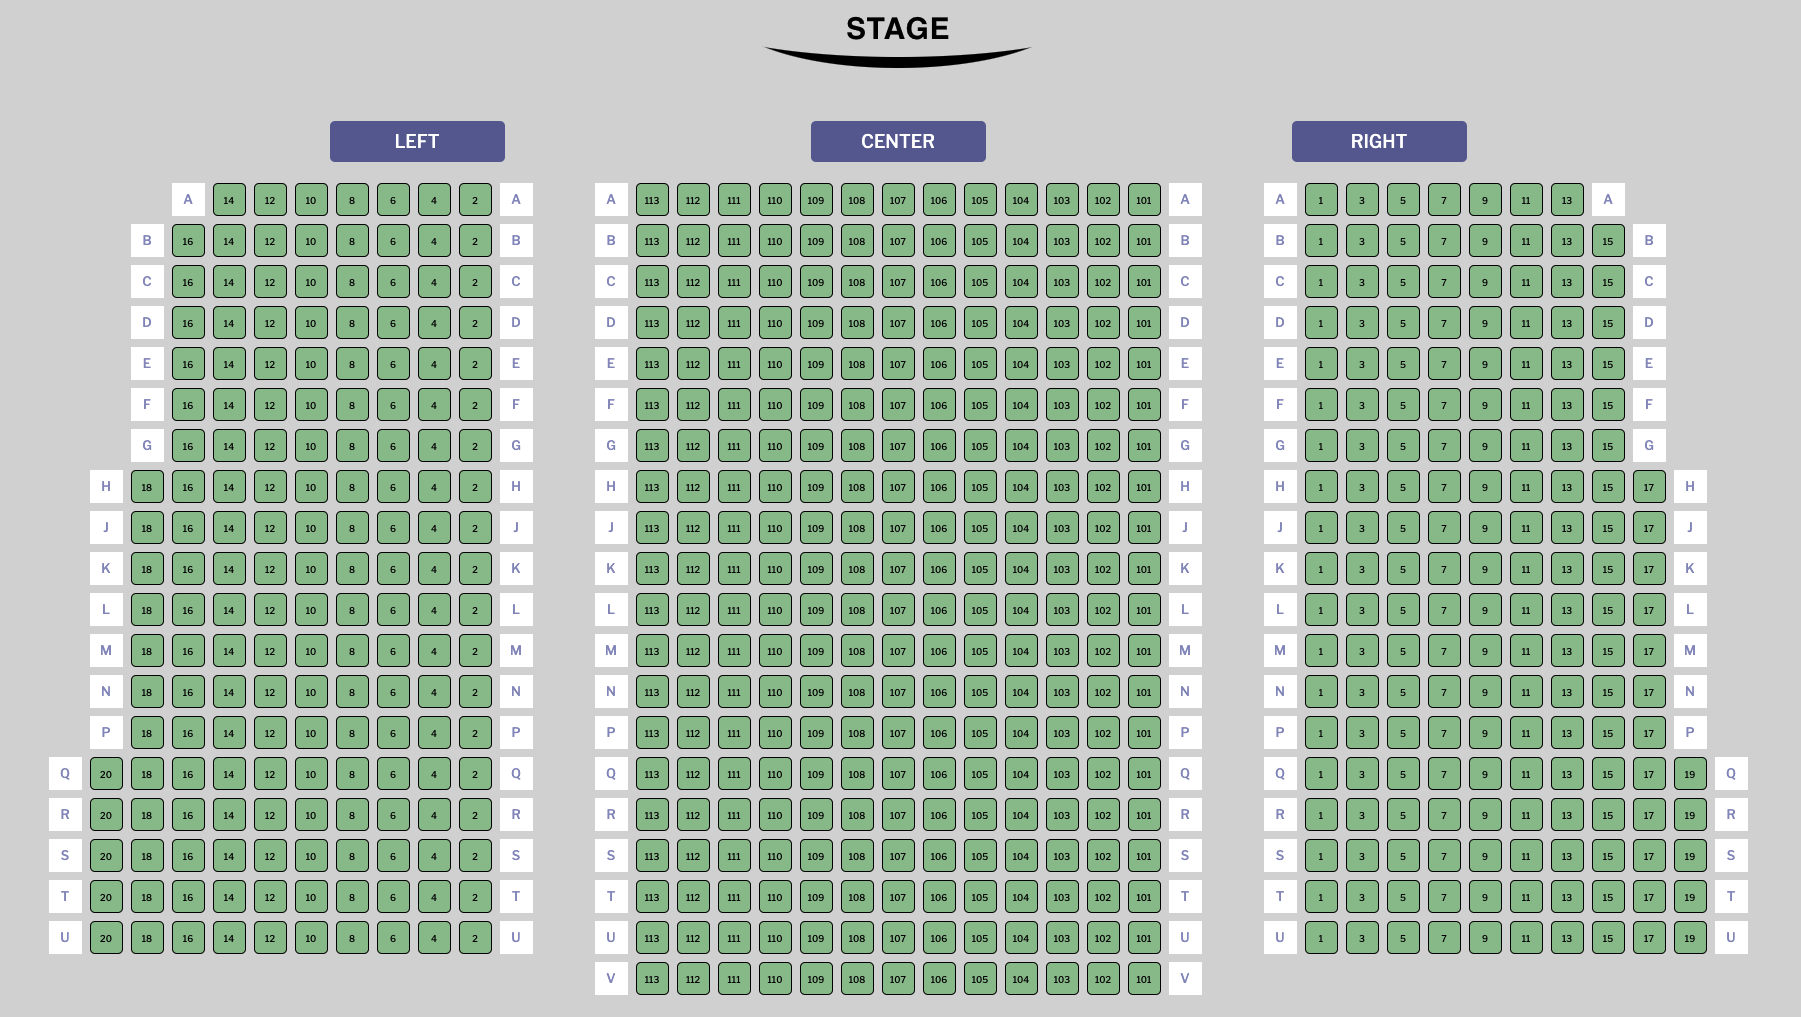 STAGE
LEFT CENTER RIGHT
A 14 12 10 8 6 4 2 A A 113 112 111 110 109 108 107 106 105 104 103 102 101 A A 1 3 5 7 9 11 13 A
B 16 14 12 10 8 6 4 2 B B 113 112 111 110 109 108 107 106 105 104 103 102 101 B B 1 3 5 7 9 11 13 15 B
C 16 14 12 10 8 6 4 2 C C 113 112 111 110 109 108 107 106 105 104 103 102 101 C C 1 3 5 7 9 11 13 15 C
D 16 14 12 10 8 6 4 2 D D 113 112 111 110 109 108 107 106 105 104 103 102 101 D D 1 3 5 7 9 11 13 15 D
E 16 14 12 10 8 6 4 2 E E 113 112 111 110 109 108 107 106 105 104 103 102 101 E E 1 3 5 7 9 11 13 15 E
F 16 14 12 10 8 6 4 2 F F 113 112 111 110 109 108 107 106 105 104 103 102 101 F F 1 3 5 7 9 11 13 15 F
G 16 14 12 10 8 6 4 2 G G 113 112 111 110 109 108 107 106 105 104 103 102 101 G G 1 3 5 7 9 11 13 15 G
H 18 16 14 12 10 8 6 4 2 H H 113 112 111 110 109 108 107 106 105 104 103 102 101 H H 1 3 5 7 9 11 13 15 17 H
J 18 16 14 12 10 8 6 4 2 J J 113 112 111 110 109 108 107 106 105 104 103 102 101 J J 1 3 5 7 9 11 13 15 17 J
K 18 16 14 12 10 8 6 4 2 K K 113 112 111 110 109 108 107 106 105 104 103 102 101 K K 1 3 5 7 9 11 13 15 17 K
L 18 16 14 12 10 8 6 4 2 L L 113 112 111 110 109 108 107 106 105 104 103 102 101 L L 1 3 5 7 9 11 13 15 17 L
M 18 16 14 12 10 8 6 4 2 M M 113 112 111 110 109 108 107 106 105 104 103 102 101 M M 1 3 5 7 9 11 13 15 17 M
N 18 16 14 12 10 8 6 4 2 N N 113 112 111 110 109 108 107 106 105 104 103 102 101 N N 1 3 5 7 9 11 13 15 17 N
P 18 16 14 12 10 8 6 4 2 P P 113 112 111 110 109 108 107 106 105 104 103 102 101 P P 1 3 5 7 9 11 13 15 17 P
Q 20 18 16 14 12 10 8 6 4 2 Q Q 113 112 111 110 109 108 107 106 105 104 103 102 101 Q Q 1 3 5 7 9 11 13 15 17 19 Q
R 20 18 16 14 12 10 8 6 4 2 R R 113 112 111 110 109 108 107 106 105 104 103 102 101 R R 1 3 5 7 9 11 13 15 17 19 R
S 20 18 16 14 12 10 8 6 4 2 S S 113 112 111 110 109 108 107 106 105 104 103 102 101 S S 1 3 5 7 9 11 13 15 17 19 S
T 20 18 16 14 12 10 8 6 4 2 T T 113 112 111 110 109 108 107 106 105 104 103 102 101 T T 1 3 5 7 9 11 13 15 17 19 T
U 20 18 16 14 12 10 8 6 4 2 U U 113 112 111 110 109 108 107 106 105 104 103 102 101 U U 1 3 5 7 9 11 13 15 17 19 U
V 113 112 111 110 109 108 107 106 105 104 103 102 101 V